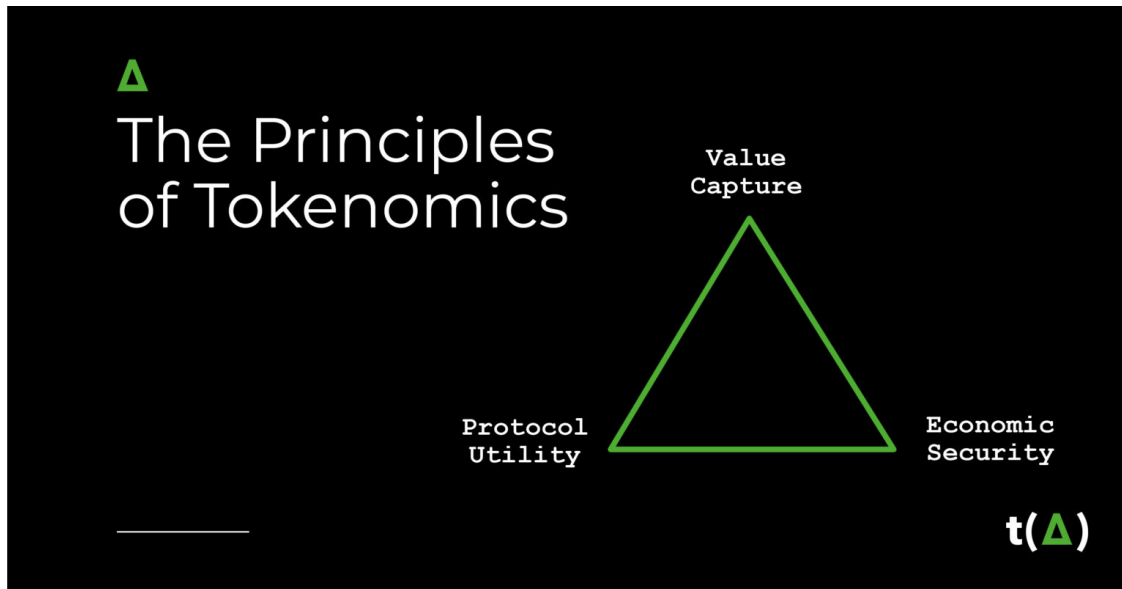 Δ
The Principles
of Tokenomics
Value
Capture
Protocol
Utility
Economic
Security
t(Δ)